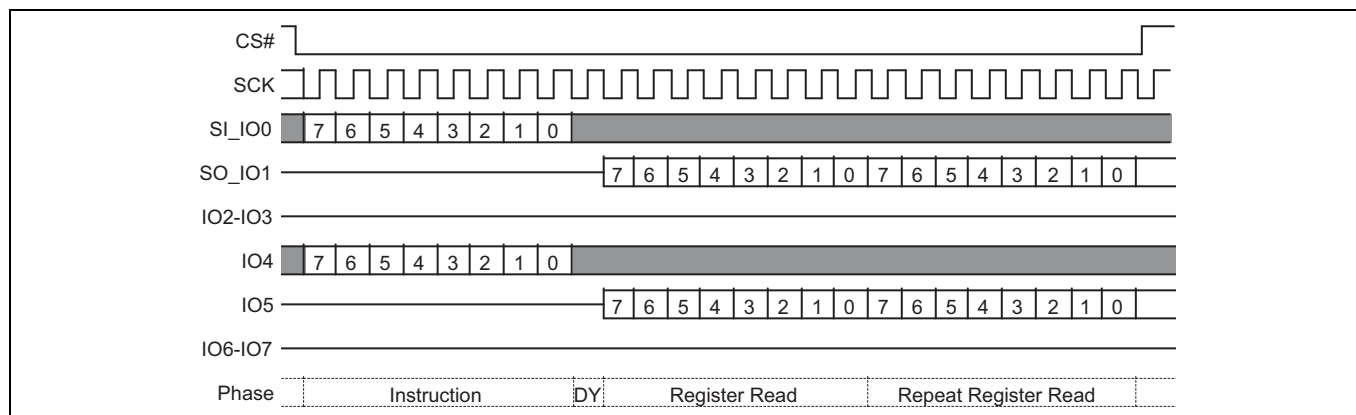 CS#
SCK
SI_IO0 7 6 5 4 3 2 1 0
SO_IO1 7 6 5 4 3 2 1 0 7 6 5 4 3 2 1 0
IO2-IO3
IO4 7 6 5 4 3 2 1 0
IO5 7 6 5 4 3 2 1 0 7 6 5 4 3 2 1 0
IO6-IO7
Phase Instruction DY Register Read Repeat Register Read